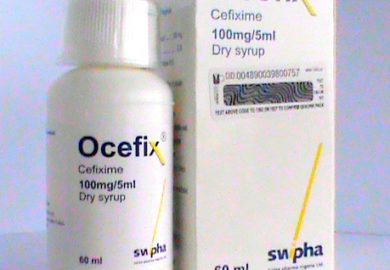 Ocefix®
Cefixime
100mg/5ml
Dry syrup
60 ml
swipha
Cefixime
100mg/5ml
Dry syrup
60 ml
swipha